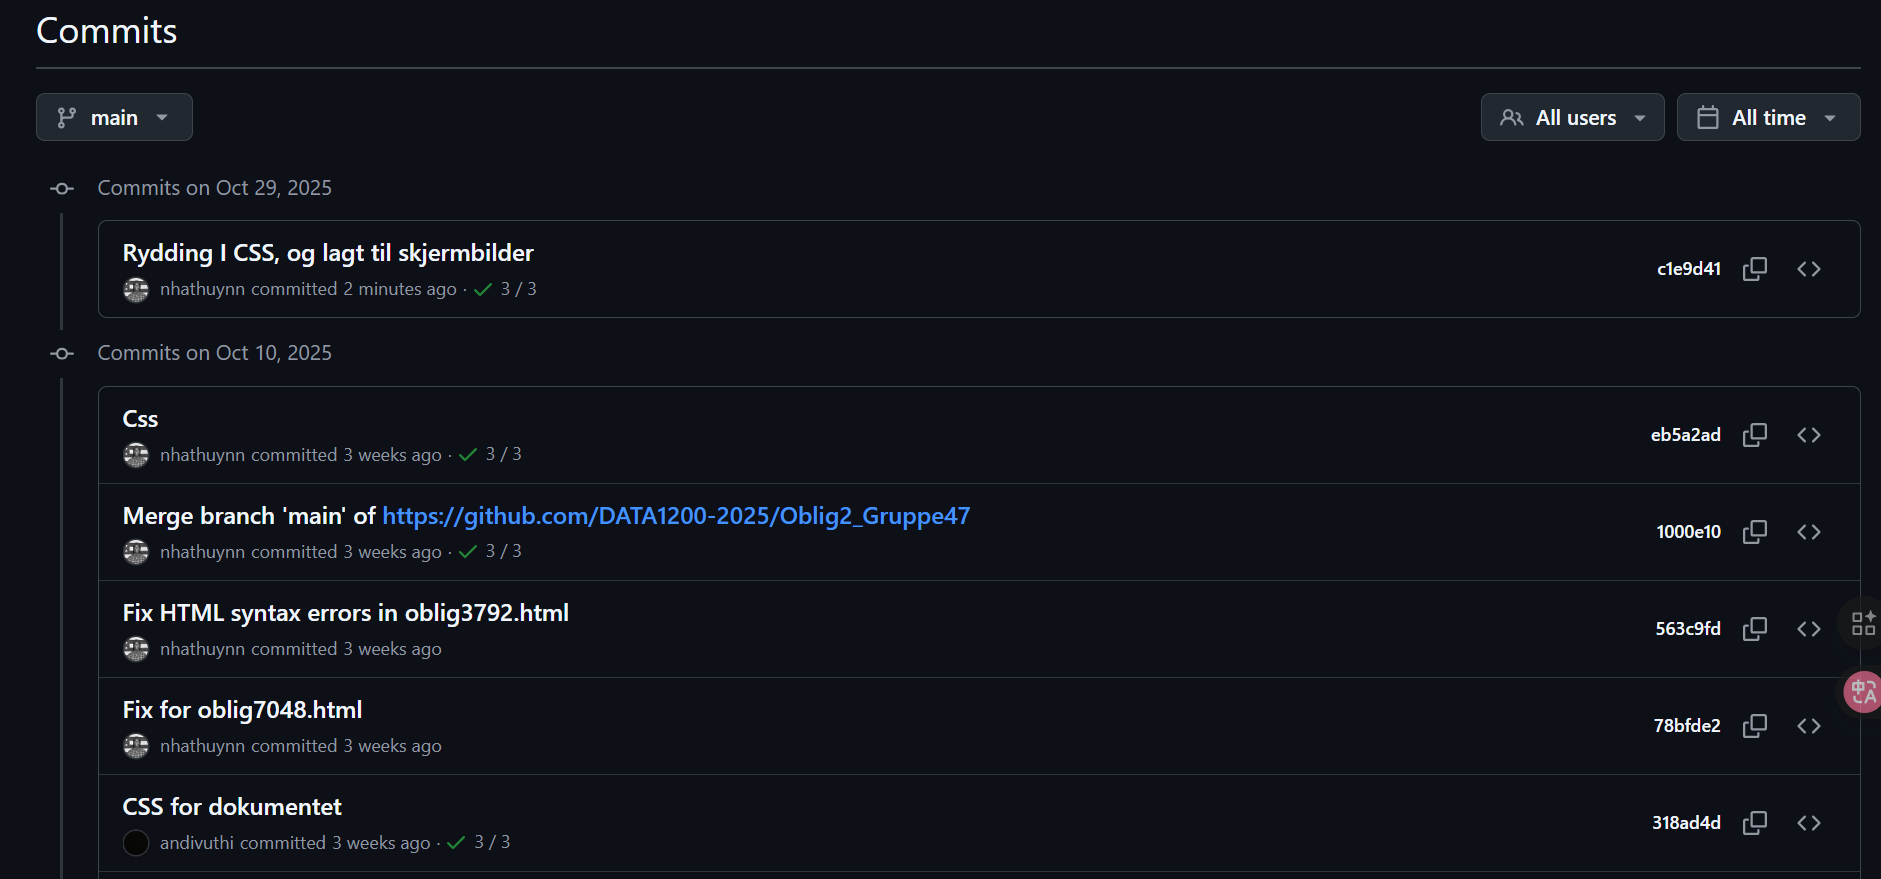 Commits
main
All users
All time
Commits on Oct 29, 2025
Rydding I CSS, og lagt til skjermbilder
nhathuynn committed 2 minutes ago · 3 / 3
c1e9d41
Commits on Oct 10, 2025
Css
nhathuynn committed 3 weeks ago · 3 / 3
eb5a2ad
Merge branch 'main' of https://github.com/DATA1200-2025/Oblig2_Gruppe47
nhathuynn committed 3 weeks ago · 3 / 3
1000e10
Fix HTML syntax errors in oblig3792.html
nhathuynn committed 3 weeks ago
563c9fd
Fix for oblig7048.html
nhathuynn committed 3 weeks ago
78bfde2
CSS for dokumentet
andivuthi committed 3 weeks ago · 3 / 3
318ad4d
中A